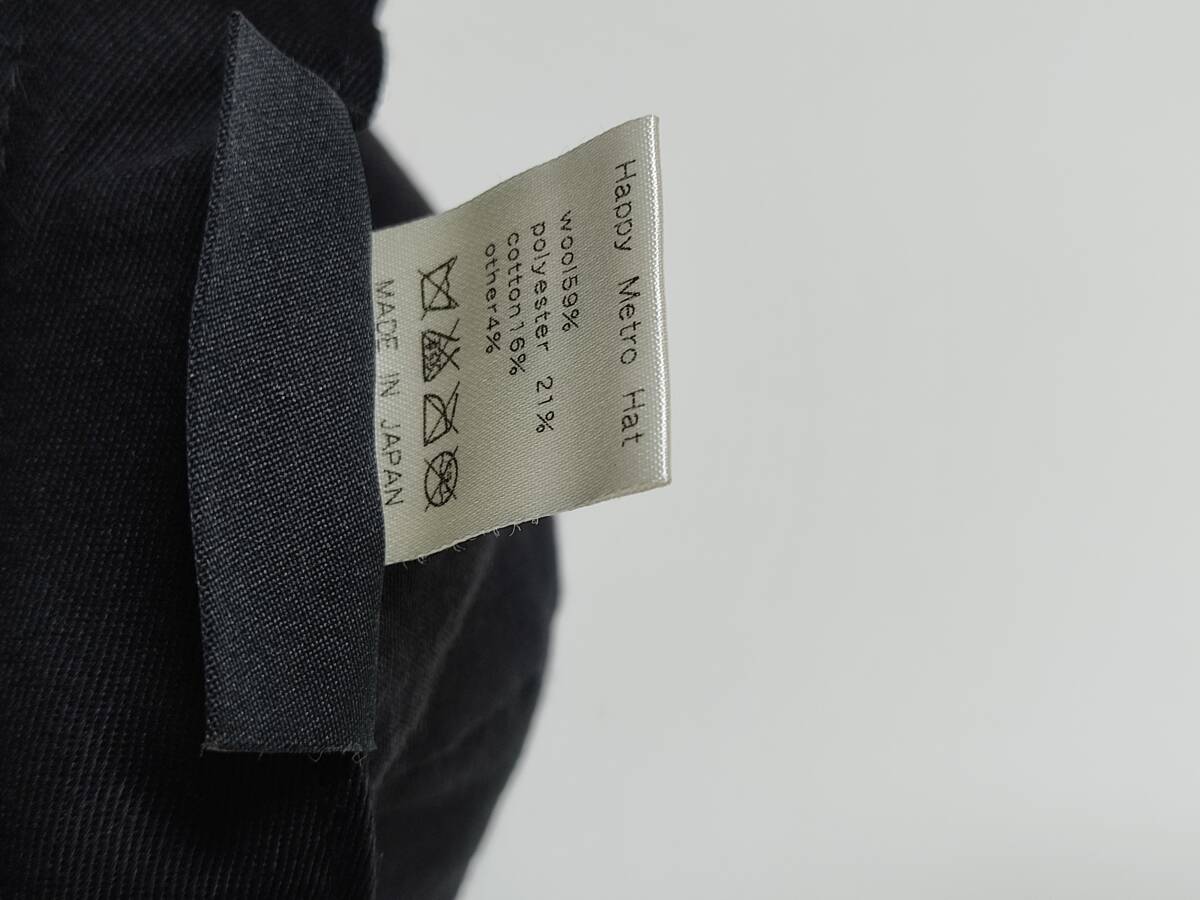 Happy Metro Hat
wool59%
polyester 21%
cotton16%
other4%
MADE IN JAPAN